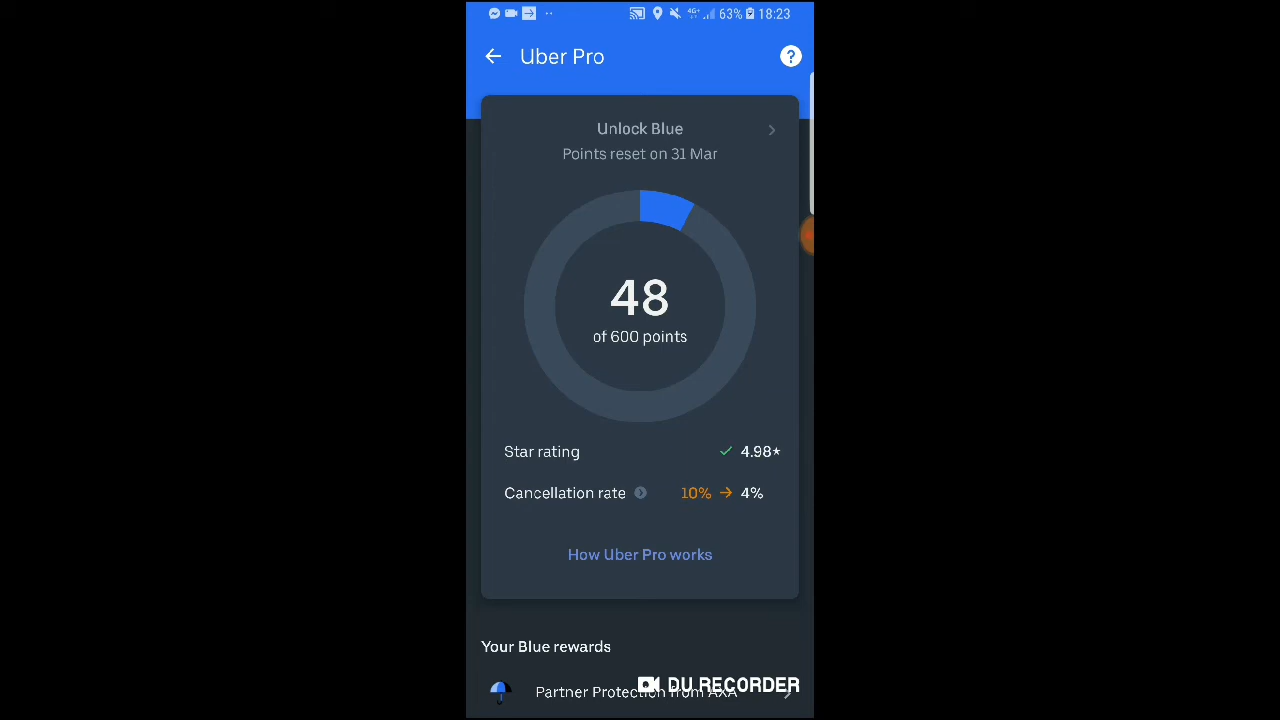 4G+ 63% 18:23
Uber Pro
?
Unlock Blue
Points reset on 31 Mar
48
of 600 points
Star rating 4.98★
Cancellation rate 10% → 4%
How Uber Pro works
Your Blue rewards
Partner Protection from AXA
DU RECORDER